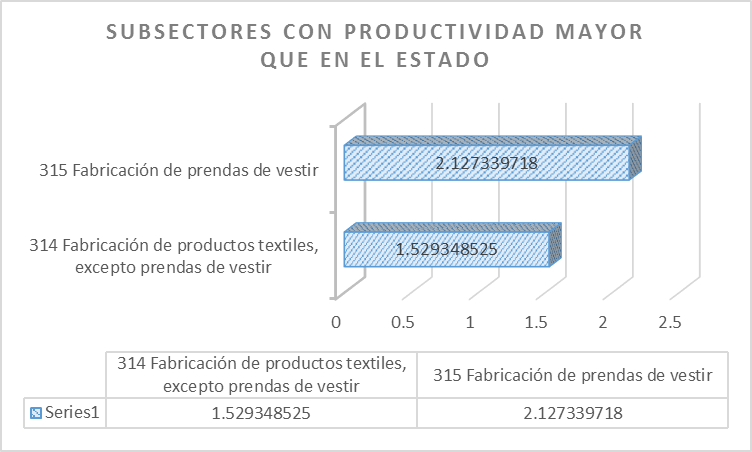 SUBSECTORES CON PRODUCTIVIDAD MAYOR
QUE EN EL ESTADO
315 Fabricación de prendas de vestir
2.127339718
314 Fabricación de productos textiles,
excepto prendas de vestir
1.529348525
0 0.5 1 1.5 2 2.5
314 Fabricación de productos textiles,
excepto prendas de vestir
315 Fabricación de prendas de vestir
Series1 1.529348525 2.127339718